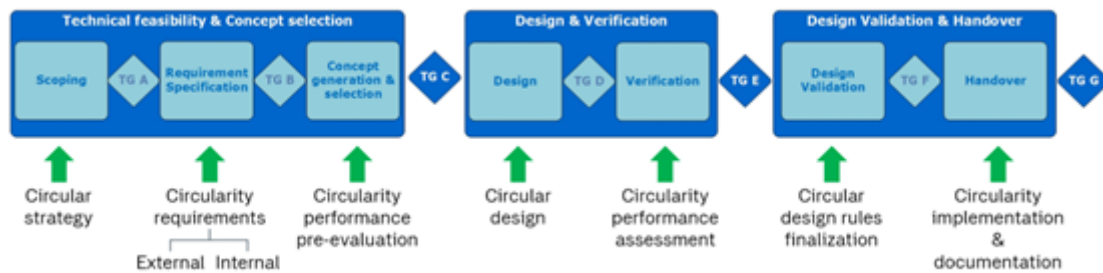 Technical feasibility & Concept selection
Scoping
TG A
Requirement
Specification
TG B
Concept
generation &
selection
TG C
Design & Verification
Design
TG D
Verification
TG E
Design Validation & Handover
Design
Validation
TG F
Handover
TG G
Circular
strategy
Circularity
requirements
External Internal
Circularity
performance
pre-evaluation
Circular
design
Circularity
performance
assessment
Circular
design rules
finalization
Circularity
implementation
&
documentation